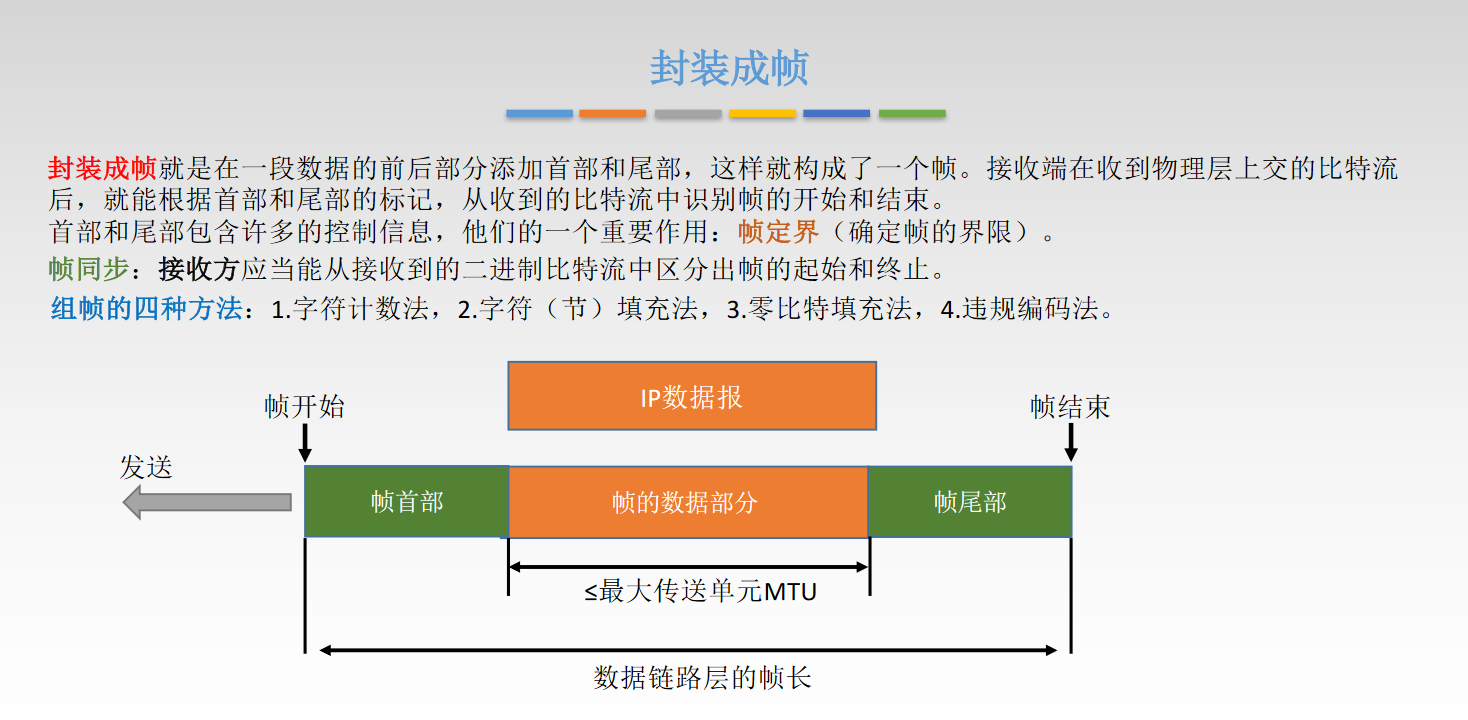 封装成帧
封装成帧就是在一段数据的前后部分添加首部和尾部，这样就构成了一个帧。接收端在收到物理层上交的比特流
后，就能根据首部和尾部的标记，从收到的比特流中识别帧的开始和结束。
首部和尾部包含许多的控制信息，他们的一个重要作用：帧定界（确定帧的界限）。
帧同步：接收方应当能从接收到的二进制比特流中区分出帧的起始和终止。
组帧的四种方法：1.字符计数法，2.字符（节）填充法，3.零比特填充法，4.违规编码法。
IP数据报
帧开始
帧结束
发送
帧首部
帧的数据部分
帧尾部
≤最大传送单元MTU
数据链路层的帧长